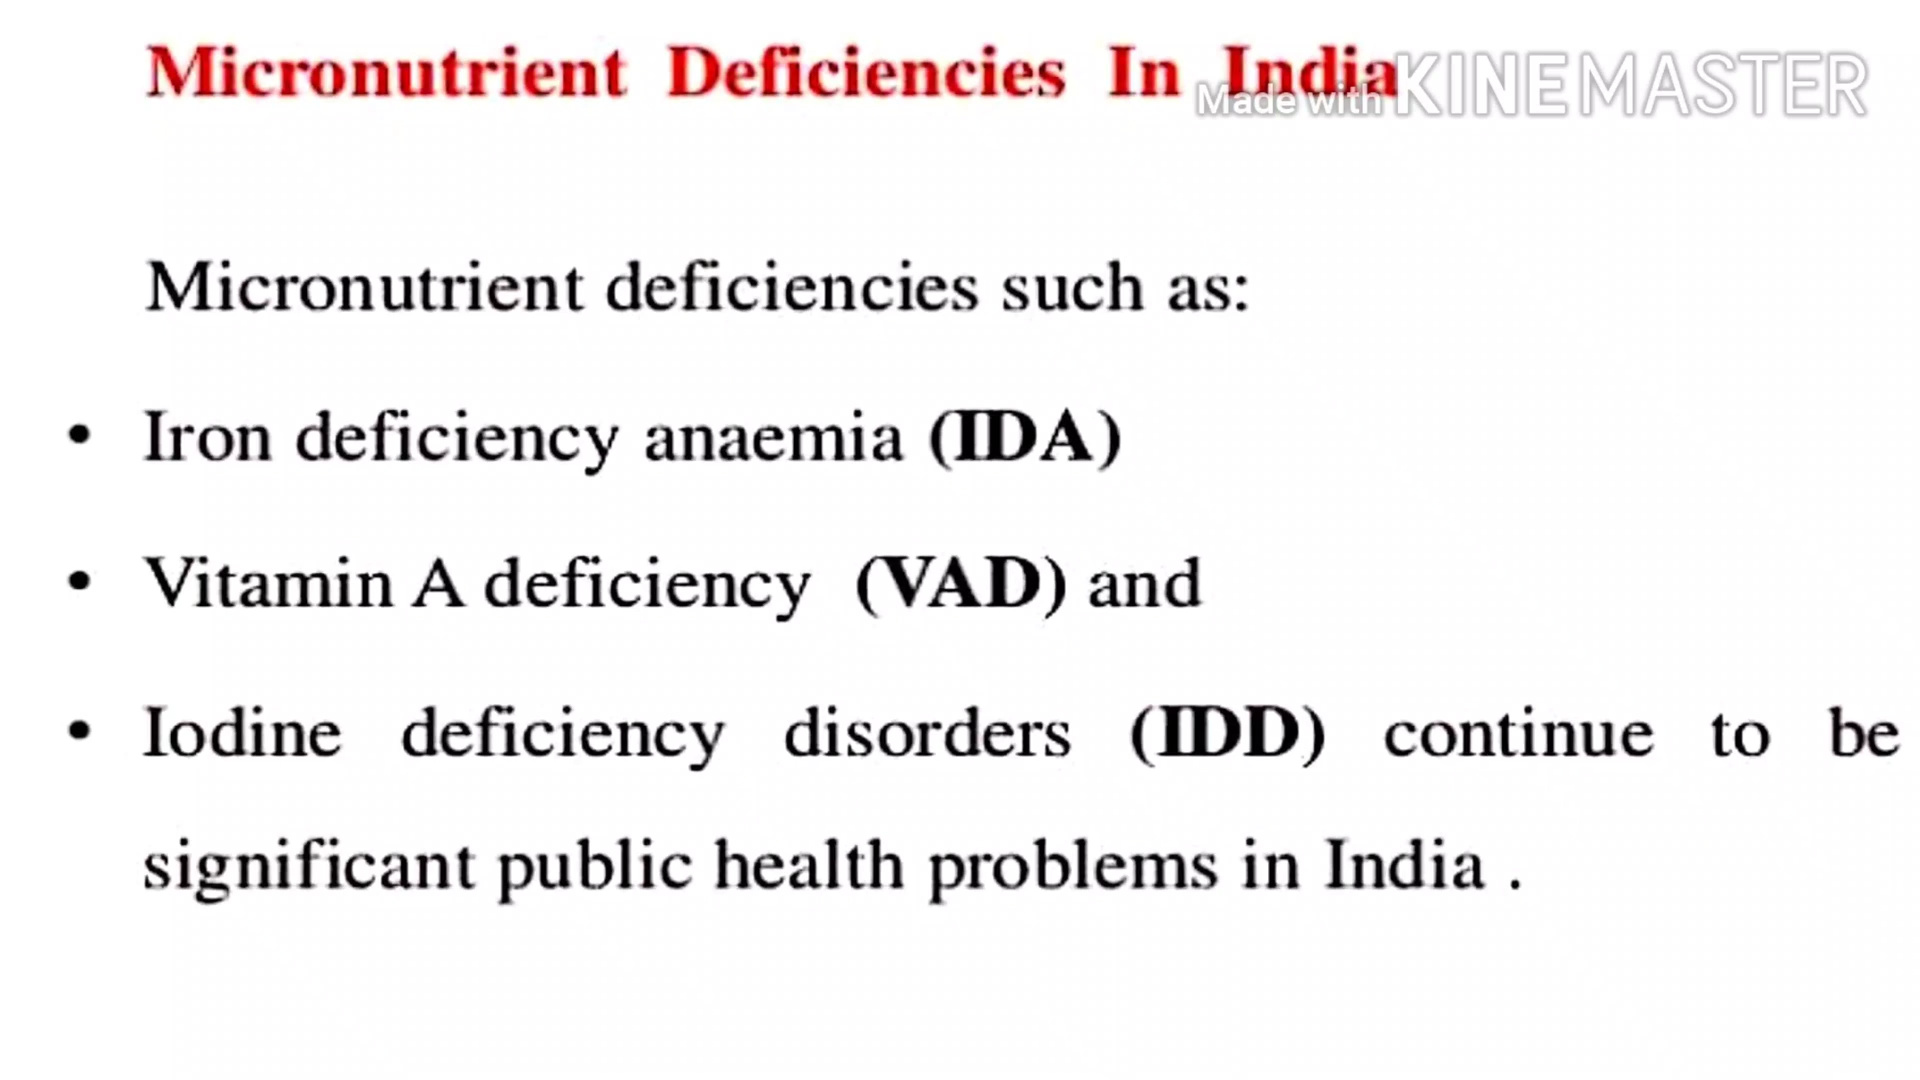 Micronutrient Deficiencies In India
Made with KINEMASTER
Micronutrient deficiencies such as:
• Iron deficiency anaemia (IDA)
• Vitamin A deficiency (VAD) and
• Iodine deficiency disorders (IDD) continue to be
significant public health problems in India .